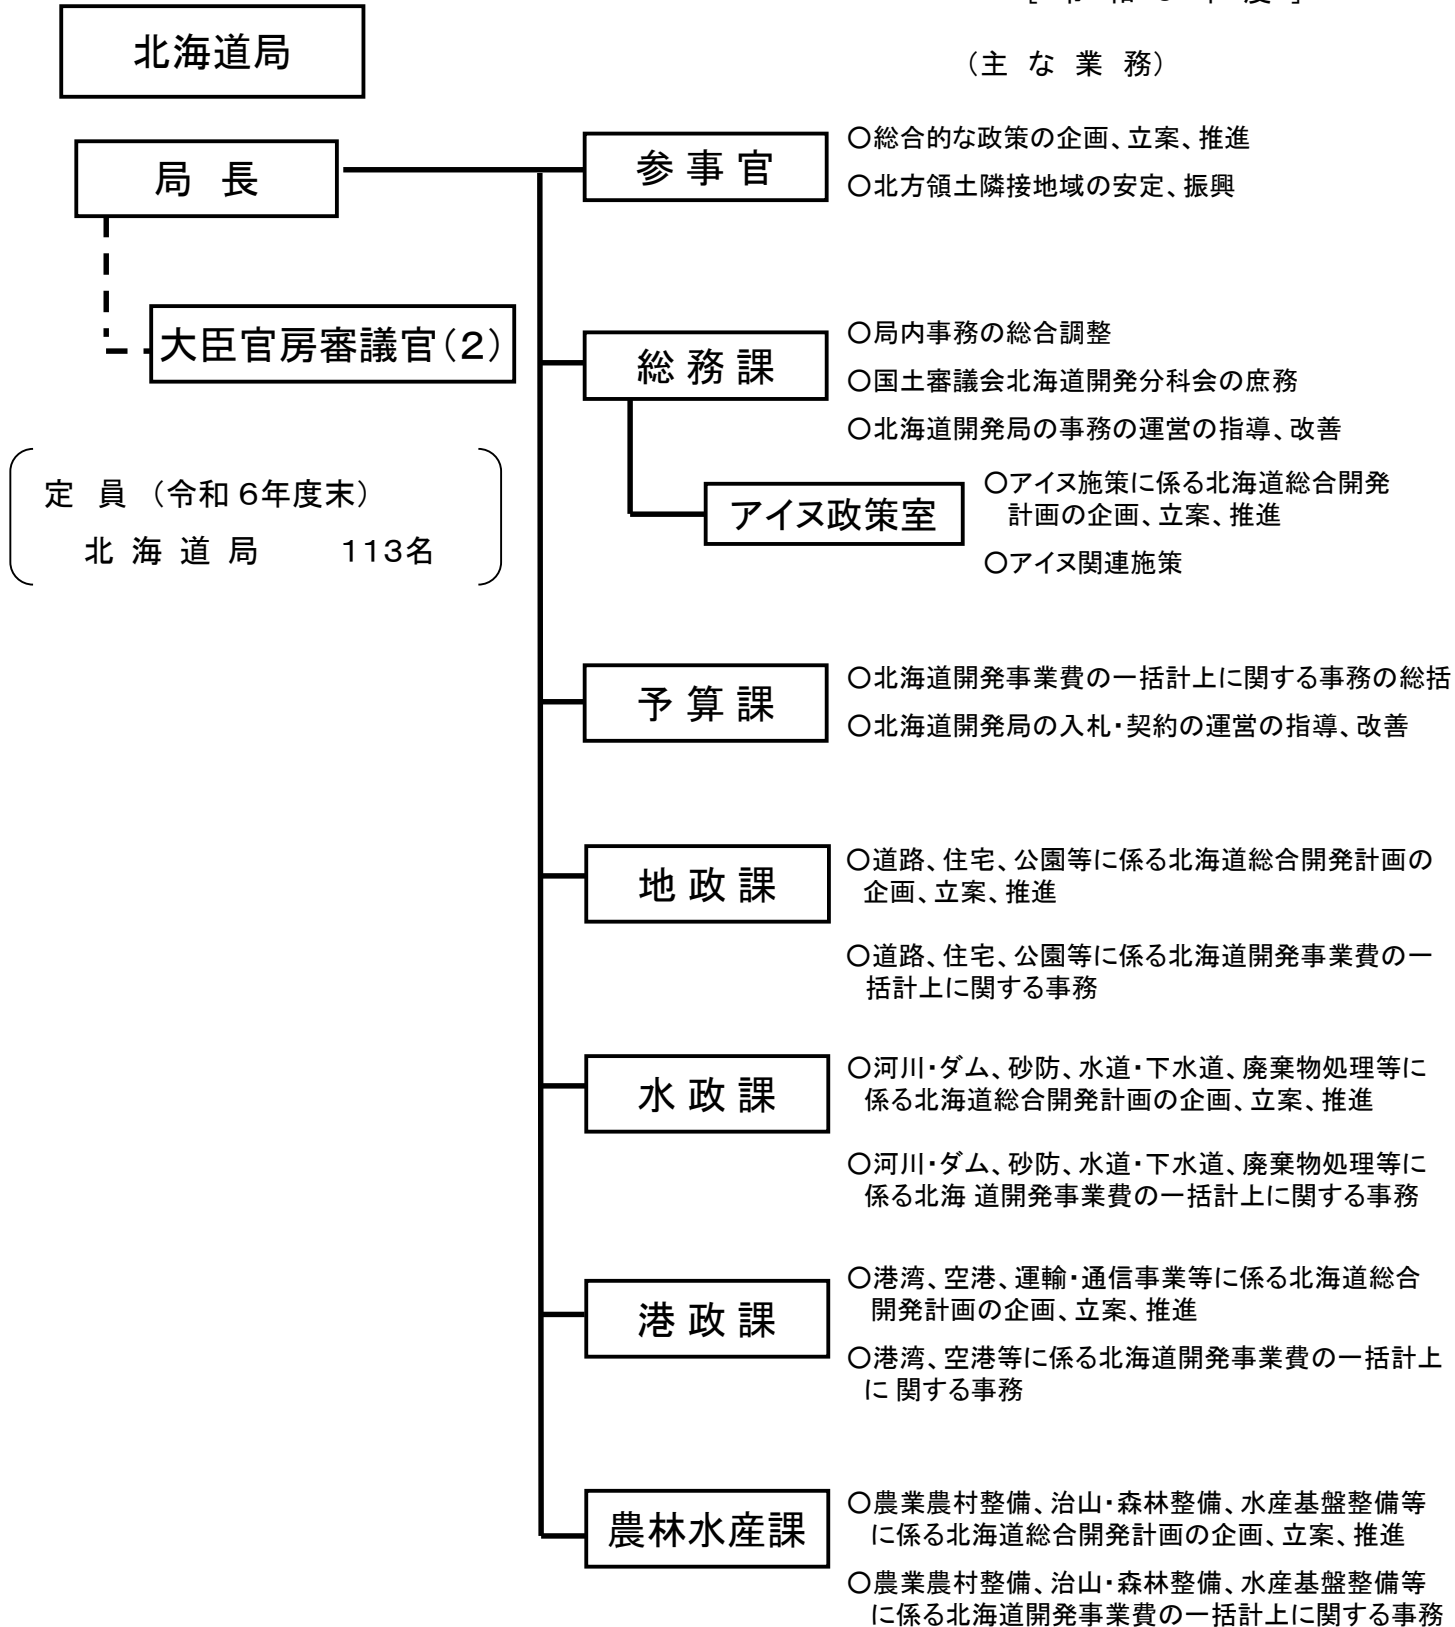 北海道局
(主 な 業 務)
局 長
参 事 官
〇総合的な政策の企画、立案、推進
〇北方領土隣接地域の安定、振興
大臣官房審議官(2)
総 務 課
〇局内事務の総合調整
〇国土審議会北海道開発分科会の庶務
〇北海道開発局の事務の運営の指導、改善
定 員 (令和6年度末)
北 海 道 局 113名
アイヌ政策室
〇アイヌ施策に係る北海道総合開発
計画の企画、立案、推進
〇アイヌ関連施策
予 算 課
〇北海道開発事業費の一括計上に関する事務の総括
〇北海道開発局の入札・契約の運営の指導、改善
地 政 課
〇道路、住宅、公園等に係る北海道総合開発計画の
企画、立案、推進
〇道路、住宅、公園等に係る北海道開発事業費の一
括計上に関する事務
水 政 課
〇河川・ダム、砂防、水道・下水道、廃棄物処理等に
係る北海道総合開発計画の企画、立案、推進
〇河川・ダム、砂防、水道・下水道、廃棄物処理等に
係る北海 道開発事業費の一括計上に関する事務
港 政 課
〇港湾、空港、運輸・通信事業等に係る北海道総合
開発計画の企画、立案、推進
〇港湾、空港等に係る北海道開発事業費の一括計上
に 関する事務
農林水産課
〇農業農村整備、治山・森林整備、水産基盤整備等
に係る北海道総合開発計画の企画、立案、推進
〇農業農村整備、治山・森林整備、水産基盤整備等
に係る北海道開発事業費の一括計上に関する事務